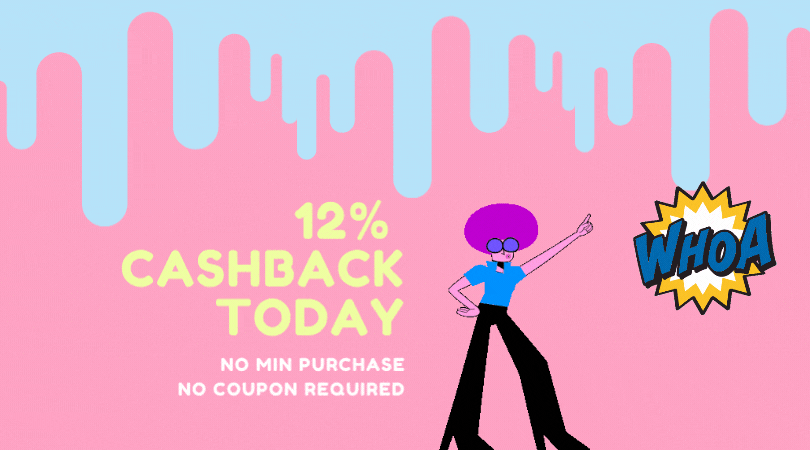 12%
CASHBACK
TODAY
NO MIN PURCHASE
NO COUPON REQUIRED
WHOA